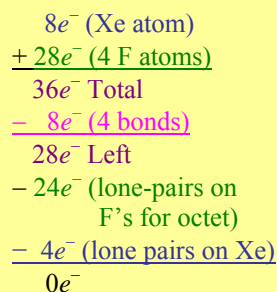 8e⁻ (Xe atom)
+ 28e⁻ (4 F atoms)
36e⁻ Total
− 8e⁻ (4 bonds)
28e⁻ Left
− 24e⁻ (lone-pairs on
F's for octet)
− 4e⁻ (lone pairs on Xe)
0e⁻